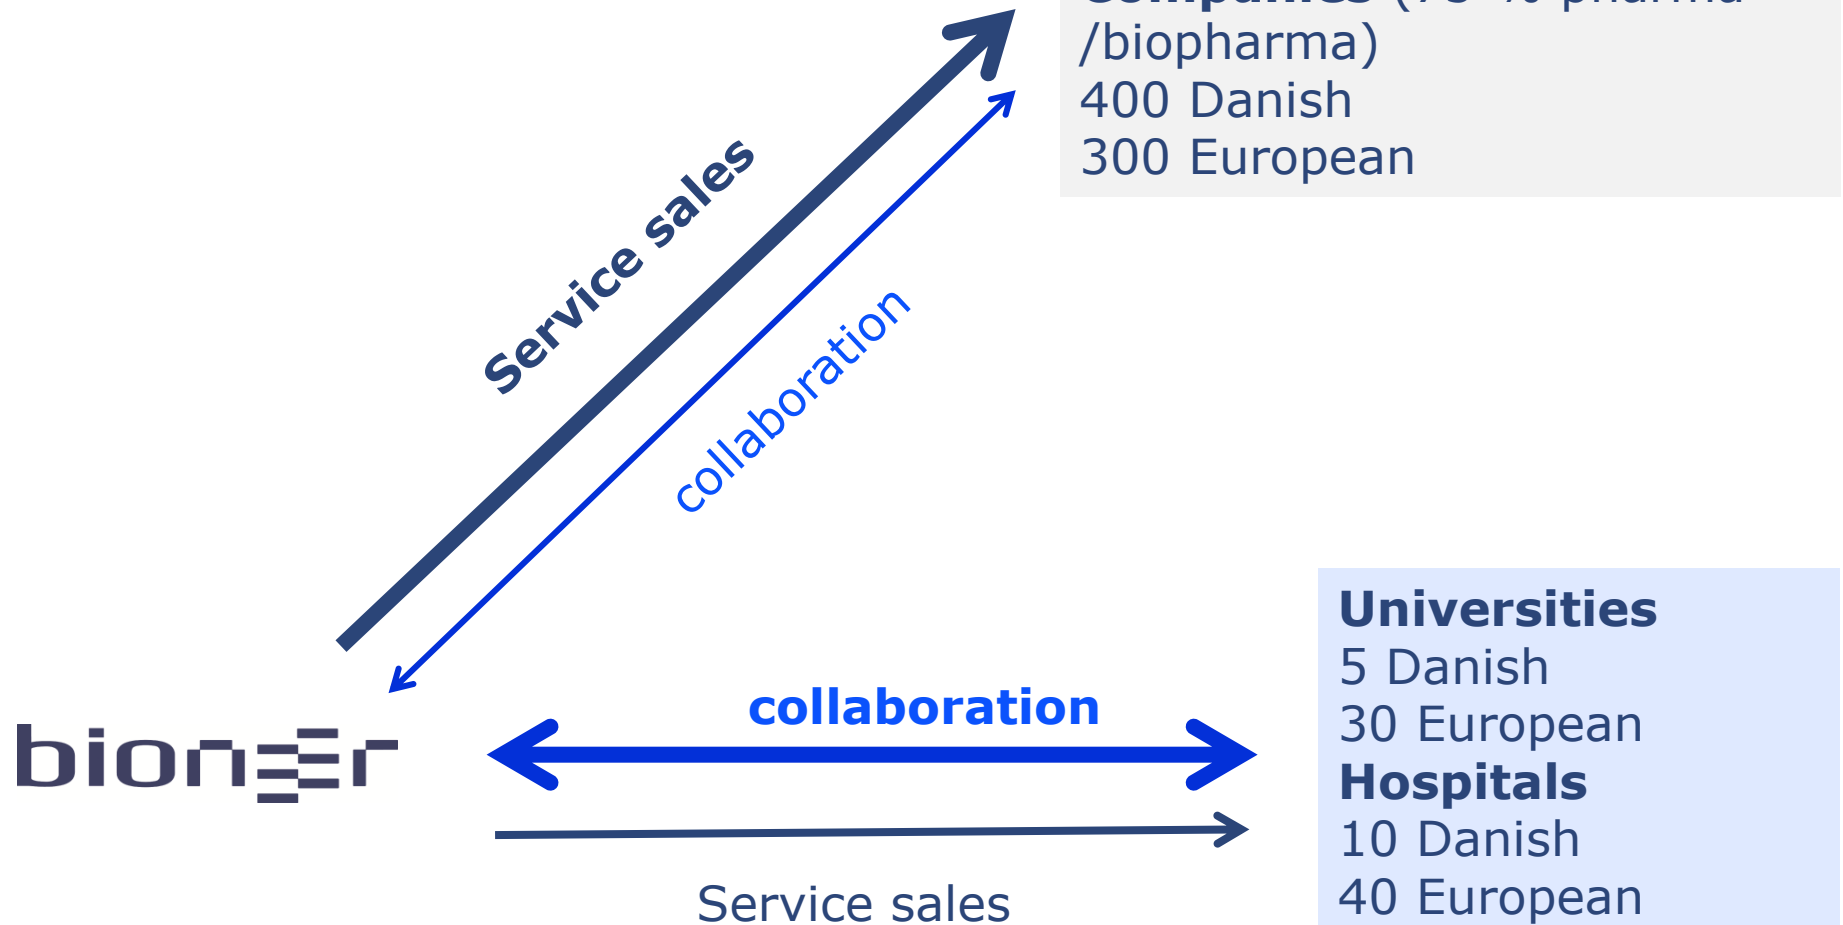 /biopharma)
400 Danish
300 European
Service sales
collaboration
collaboration
bioneer
Service sales
Universities
5 Danish
30 European
Hospitals
10 Danish
40 European